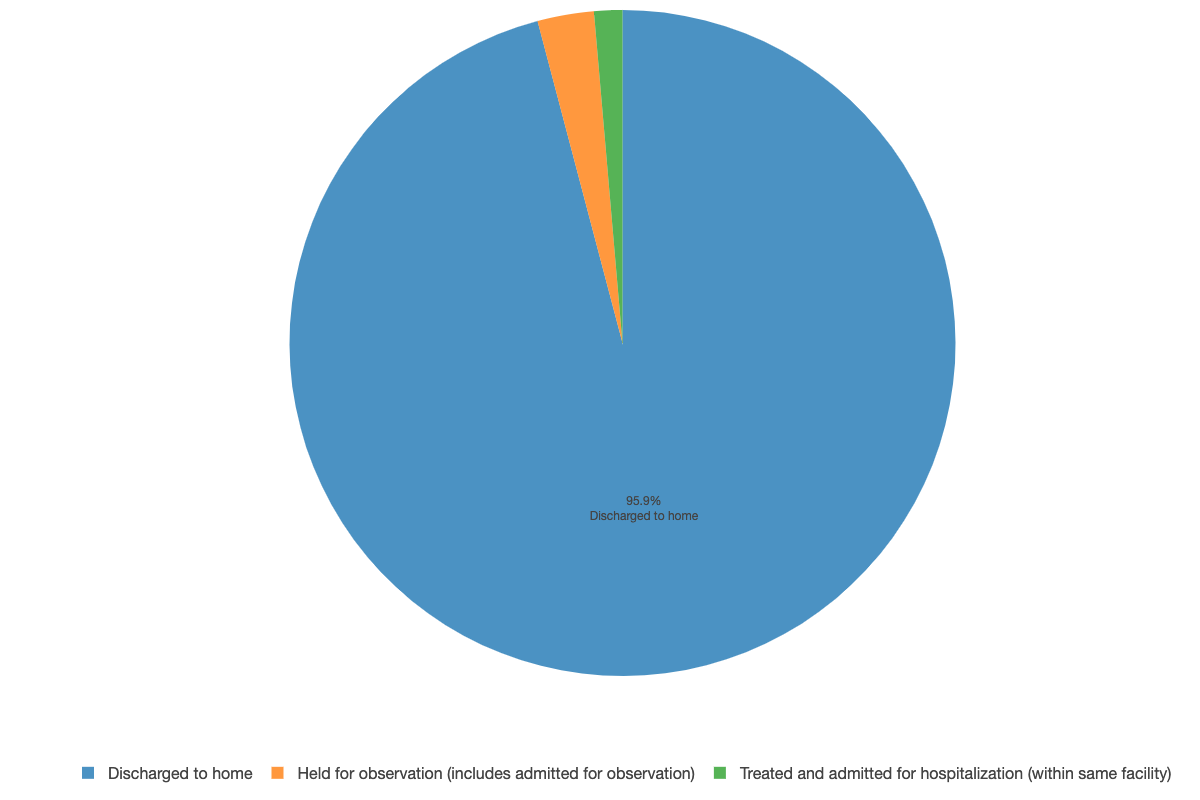 95.9%
Discharged to home
Discharged to home
Held for observation (includes admitted for observation)
Treated and admitted for hospitalization (within same facility)